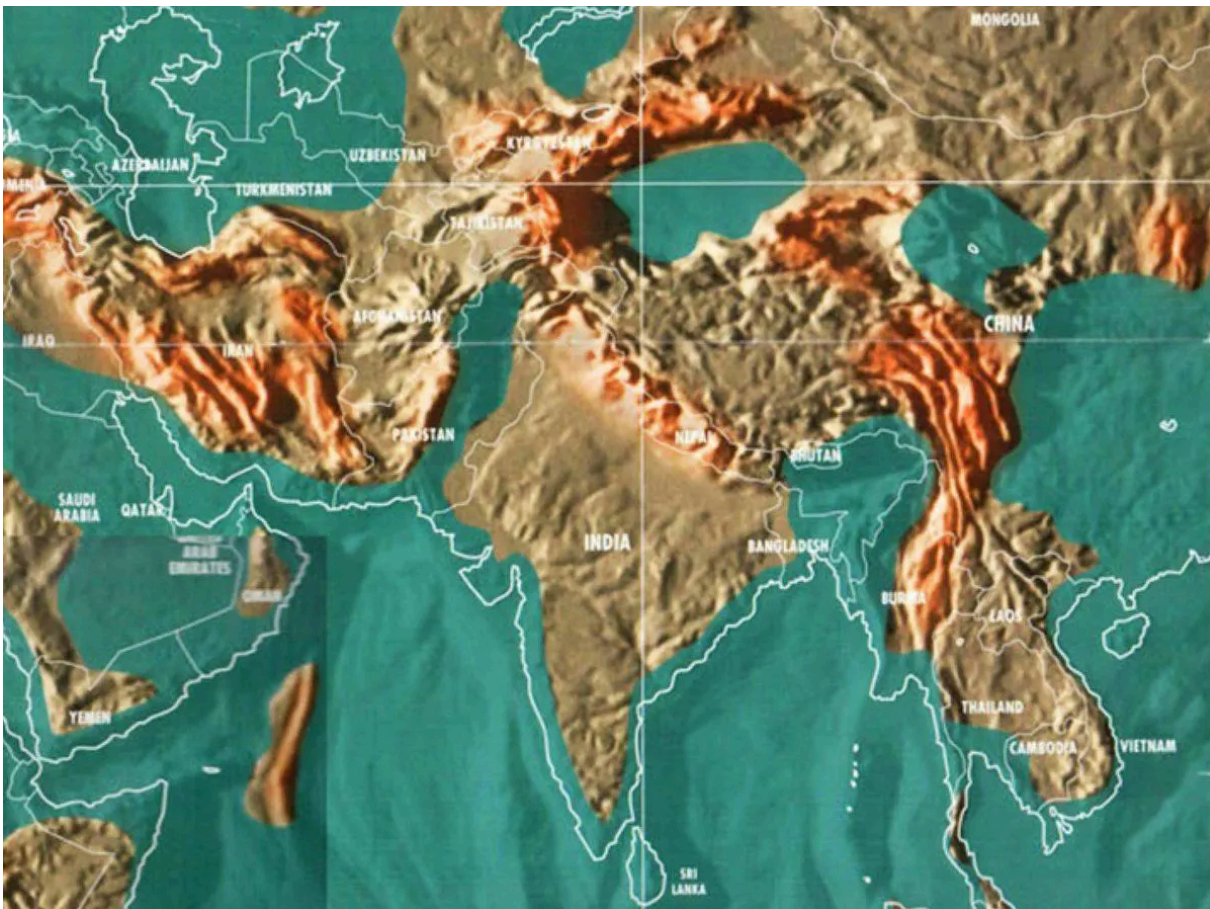 MONGOLIA
KYRGYZSTAN
AZERBAIJAN
UZBEKISTAN
TURKMENISTAN
TAJIKISTAN
AFGHANISTAN
CHINA
IRAQ
IRAN
PAKISTAN
NEPAL
BHUTAN
SAUDI
ARABIA
QATAR
INDIA
BANGLADESH
ARAB
EMIRATES
OMAN
BURMA
LAOS
YEMEN
THAILAND
CAMBODIA
VIETNAM
SRI
LANKA